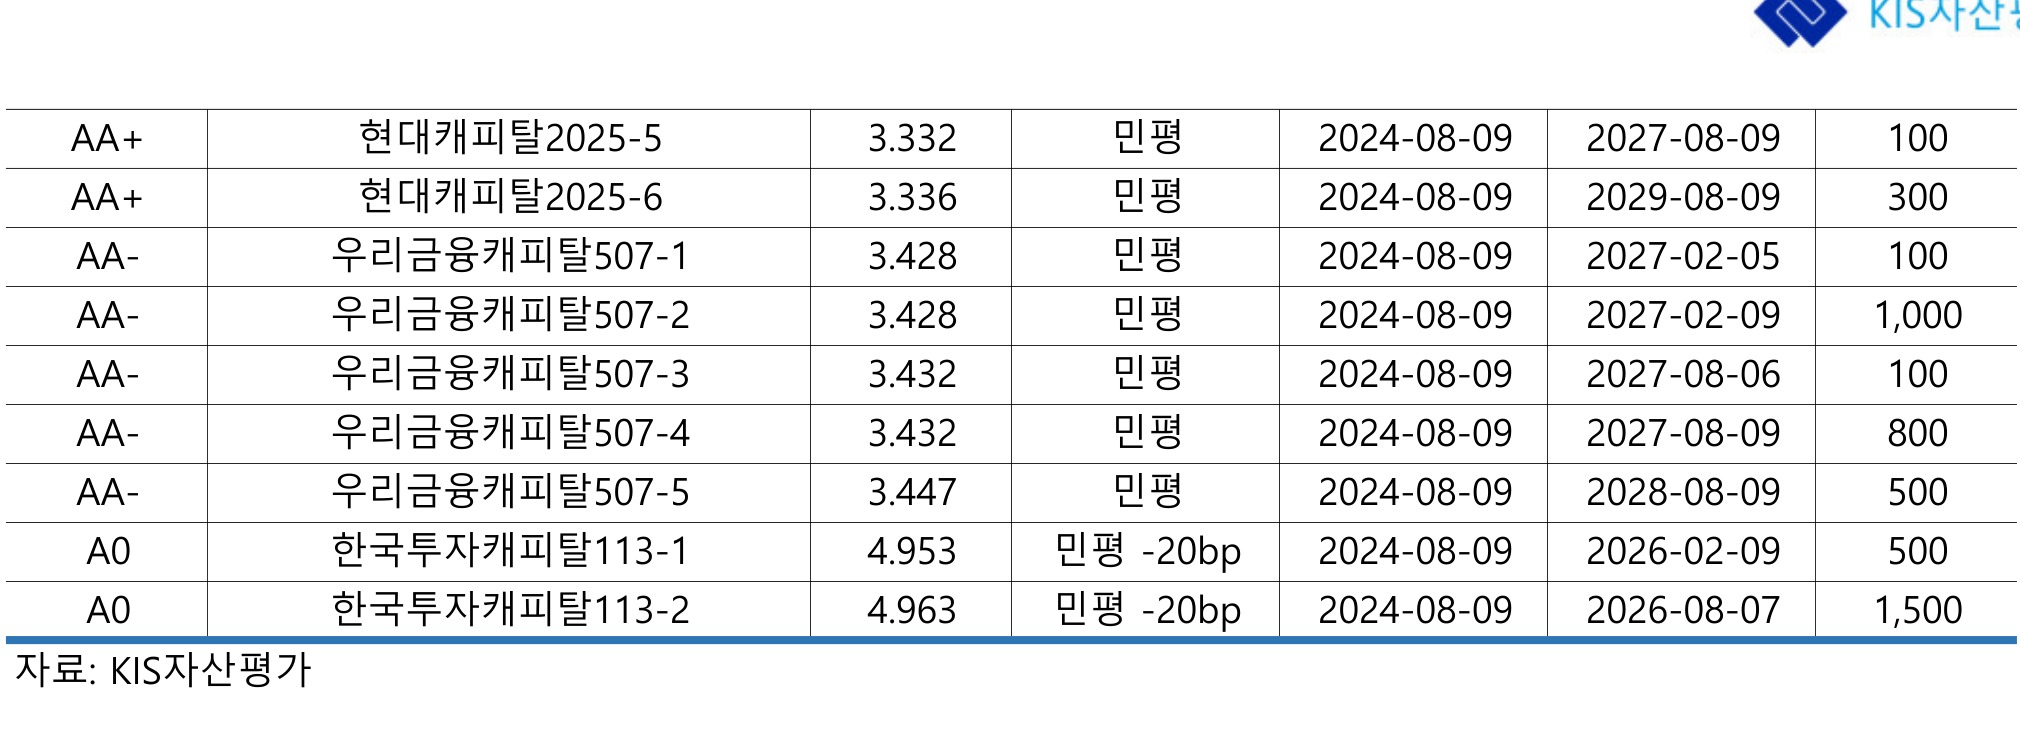 KIS자산평
AA+ 현대캐피탈2025-5 3.332 민평 2024-08-09 2027-08-09 100
AA+ 현대캐피탈2025-6 3.336 민평 2024-08-09 2029-08-09 300
AA- 우리금융캐피탈507-1 3.428 민평 2024-08-09 2027-02-05 100
AA- 우리금융캐피탈507-2 3.428 민평 2024-08-09 2027-02-09 1,000
AA- 우리금융캐피탈507-3 3.432 민평 2024-08-09 2027-08-06 100
AA- 우리금융캐피탈507-4 3.432 민평 2024-08-09 2027-08-09 800
AA- 우리금융캐피탈507-5 3.447 민평 2024-08-09 2028-08-09 500
A0 한국투자캐피탈113-1 4.953 민평 -20bp 2024-08-09 2026-02-09 500
A0 한국투자캐피탈113-2 4.963 민평 -20bp 2024-08-09 2026-08-07 1,500
자료: KIS자산평가